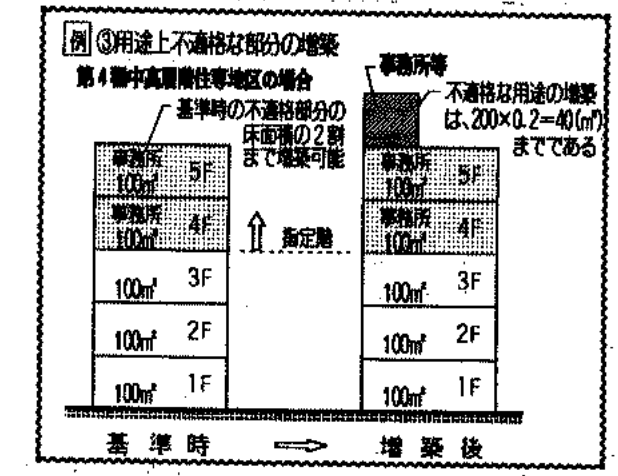 例 ③用途上不適格な部分の増築
第4種中高層階住専地区の場合
基準時の不適格部分の
床面積の2割
まで増築可能
事務所等
不適格な用途の増築
は、200×0.2=40(㎡)
までである
事務所
100㎡ 5F
事務所
100㎡ 4F
100㎡ 3F
100㎡ 2F
100㎡ 1F
指定階
事務所
100㎡ 5F
事務所
100㎡ 4F
100㎡ 3F
100㎡ 2F
100㎡ 1F
基準時 ⇒ 増築後